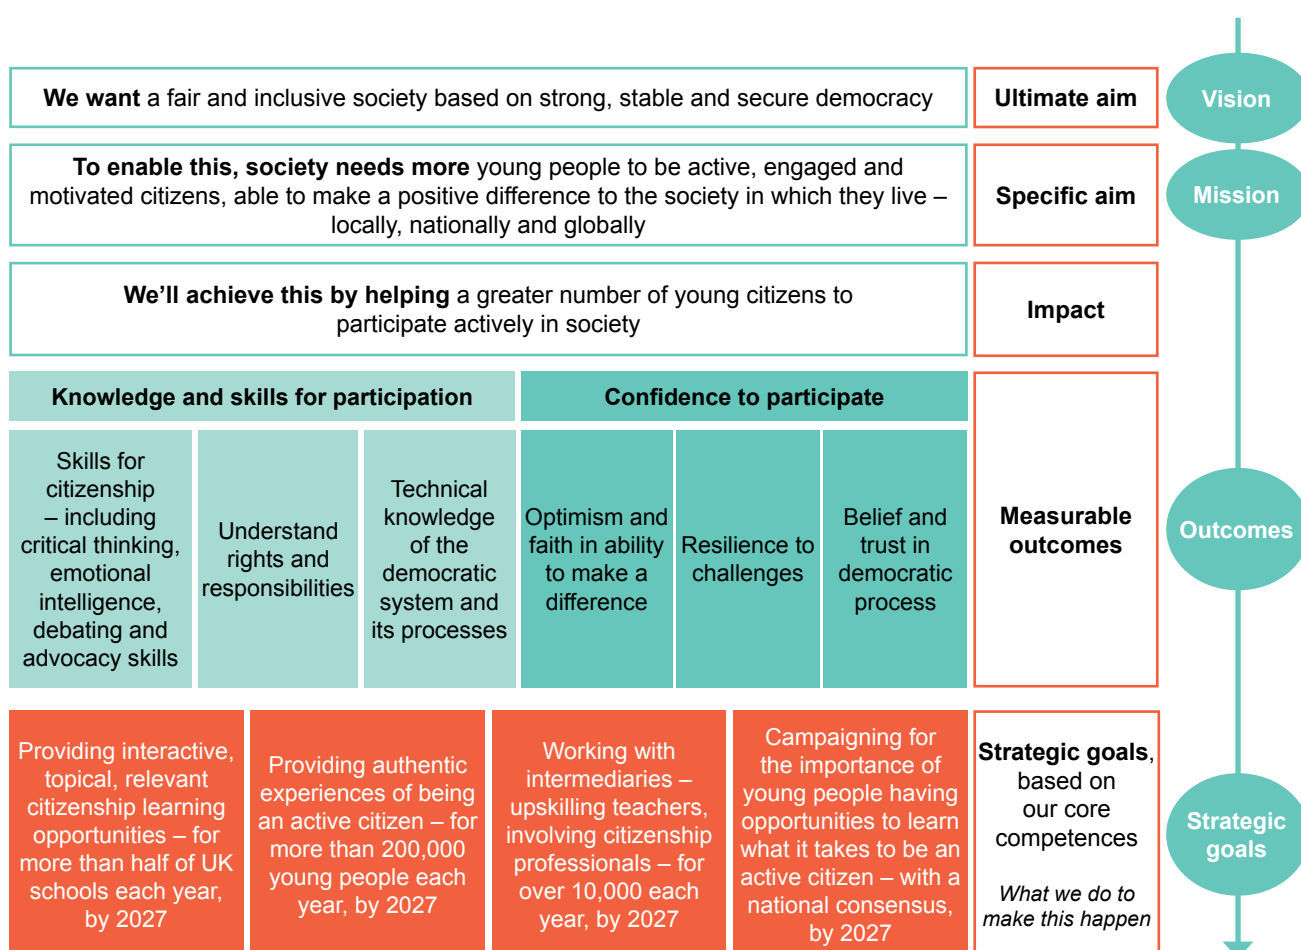 We want a fair and inclusive society based on strong, stable and secure democracy
Ultimate aim
Vision
To enable this, society needs more young people to be active, engaged and
motivated citizens, able to make a positive difference to the society in which they live –
locally, nationally and globally
Specific aim
Mission
We’ll achieve this by helping a greater number of young citizens to
participate actively in society
Impact
Knowledge and skills for participation
Confidence to participate
Skills for
citizenship
– including
critical thinking,
emotional
intelligence,
debating and
advocacy skills
Understand
rights and
responsibilities
Technical
knowledge
of the
democratic
system and
its processes
Optimism and
faith in ability
to make a
difference
Resilience to
challenges
Belief and
trust in
democratic
process
Measurable
outcomes
Outcomes
Providing interactive,
topical, relevant
citizenship learning
opportunities – for
more than half of UK
schools each year,
by 2027
Providing authentic
experiences of being
an active citizen – for
more than 200,000
young people each
year, by 2027
Working with
intermediaries –
upskilling teachers,
involving citizenship
professionals – for
over 10,000 each
year, by 2027
Campaigning for
the importance of
young people having
opportunities to learn
what it takes to be an
active citizen – with a
national consensus,
by 2027
Strategic goals,
based on
our core
competences
What we do to
make this happen
Strategic
goals